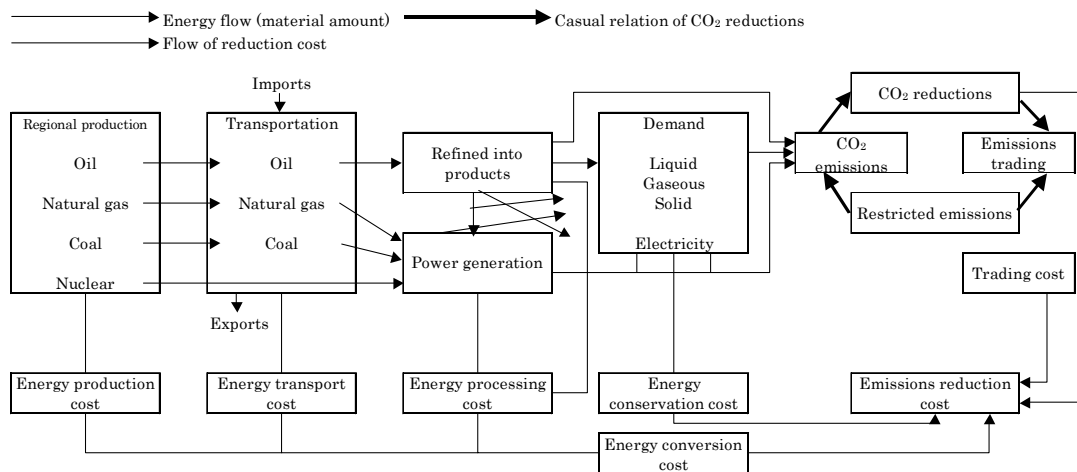 Energy flow (material amount)
Casual relation of CO₂ reductions
Flow of reduction cost
Imports
CO₂ reductions
Regional production
Oil
Natural gas
Coal
Nuclear
Transportation
Oil
Natural gas
Coal
Exports
Refined into
products
Power generation
Demand
Liquid
Gaseous
Solid
Electricity
CO₂
emissions
Emissions
trading
Restricted emissions
Trading cost
Energy production
cost
Energy transport
cost
Energy processing
cost
Energy
conservation cost
Emissions reduction
cost
Energy conversion
cost